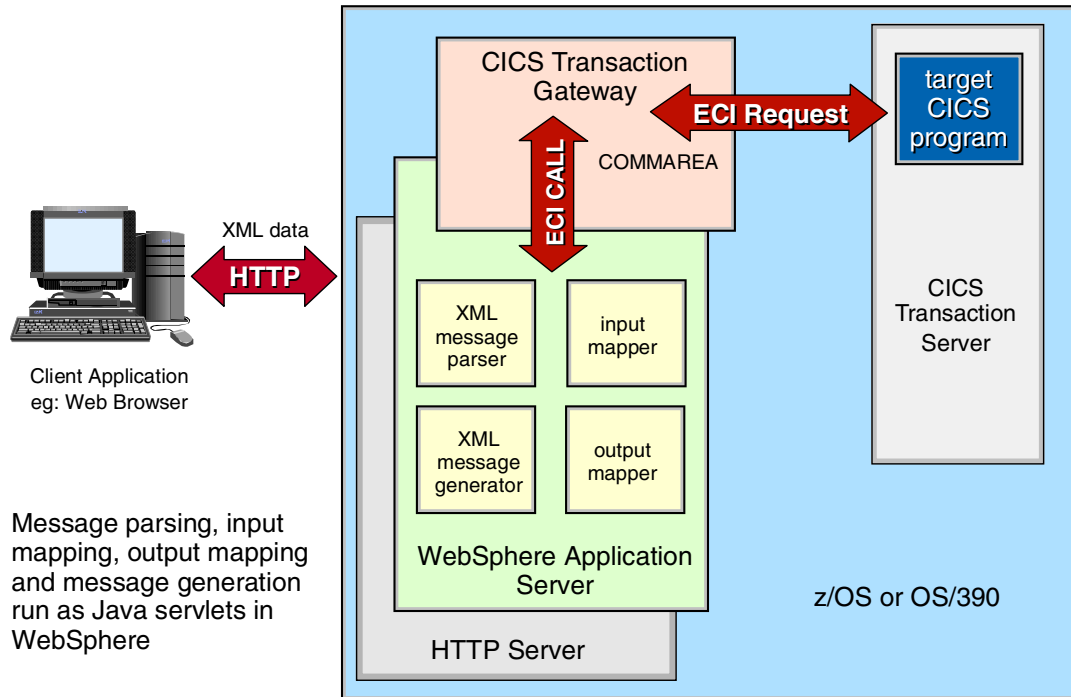 CICS Transaction
Gateway
ECI Request
target
CICS
program
COMMAREA
ECI CALL
XML data
HTTP
Client Application
eg: Web Browser
XML
message
parser
input
mapper
XML
message
generator
output
mapper
CICS
Transaction
Server
Message parsing, input
mapping, output mapping
and message generation
run as Java servlets in
WebSphere
WebSphere Application
Server
HTTP Server
z/OS or OS/390